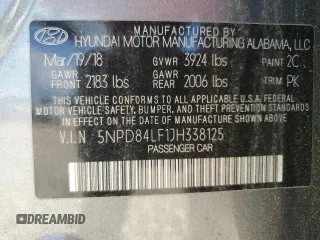 MANUFACTURED BY
HYUNDAI MOTOR MANUFACTURING ALABAMA, LLC
Mar/19/18 GVWR 3924 lbs PAINT 2C
GAWR FRONT 2183 lbs GAWR REAR 2006 lbs TRIM PK
THIS VEHICLE CONFORMS TO ALL APPLICABLE U.S. FEDERAL
MOTOR VEHICLE SAFETY, BUMPER, AND THEFT PREVENTION
STANDARDS IN EFFECT ON THE DATE OF MANUFACTURE SHOWN ABOVE.
V.I.N 5NPD84LF1JH338125
PASSENGER CAR
DREAMBID